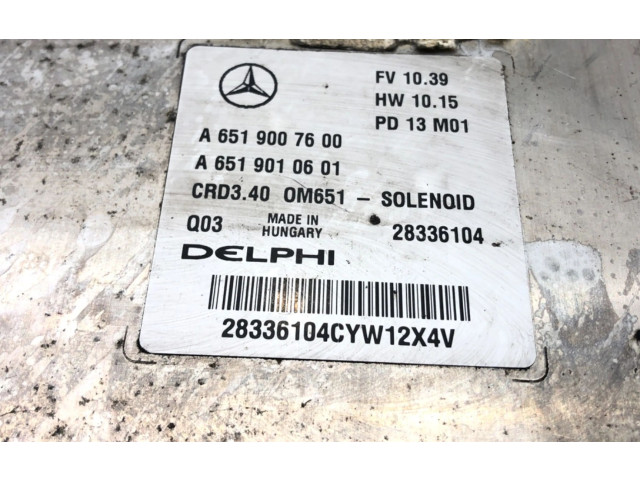 FV 10.39
HW 10.15
PD 13 M01
A 651 900 76 00
A 651 901 06 01
CRD3.40 OM651 - SOLENOID
Q03 MADE IN HUNGARY 28336104
DELPHI
28336104CYW12X4V